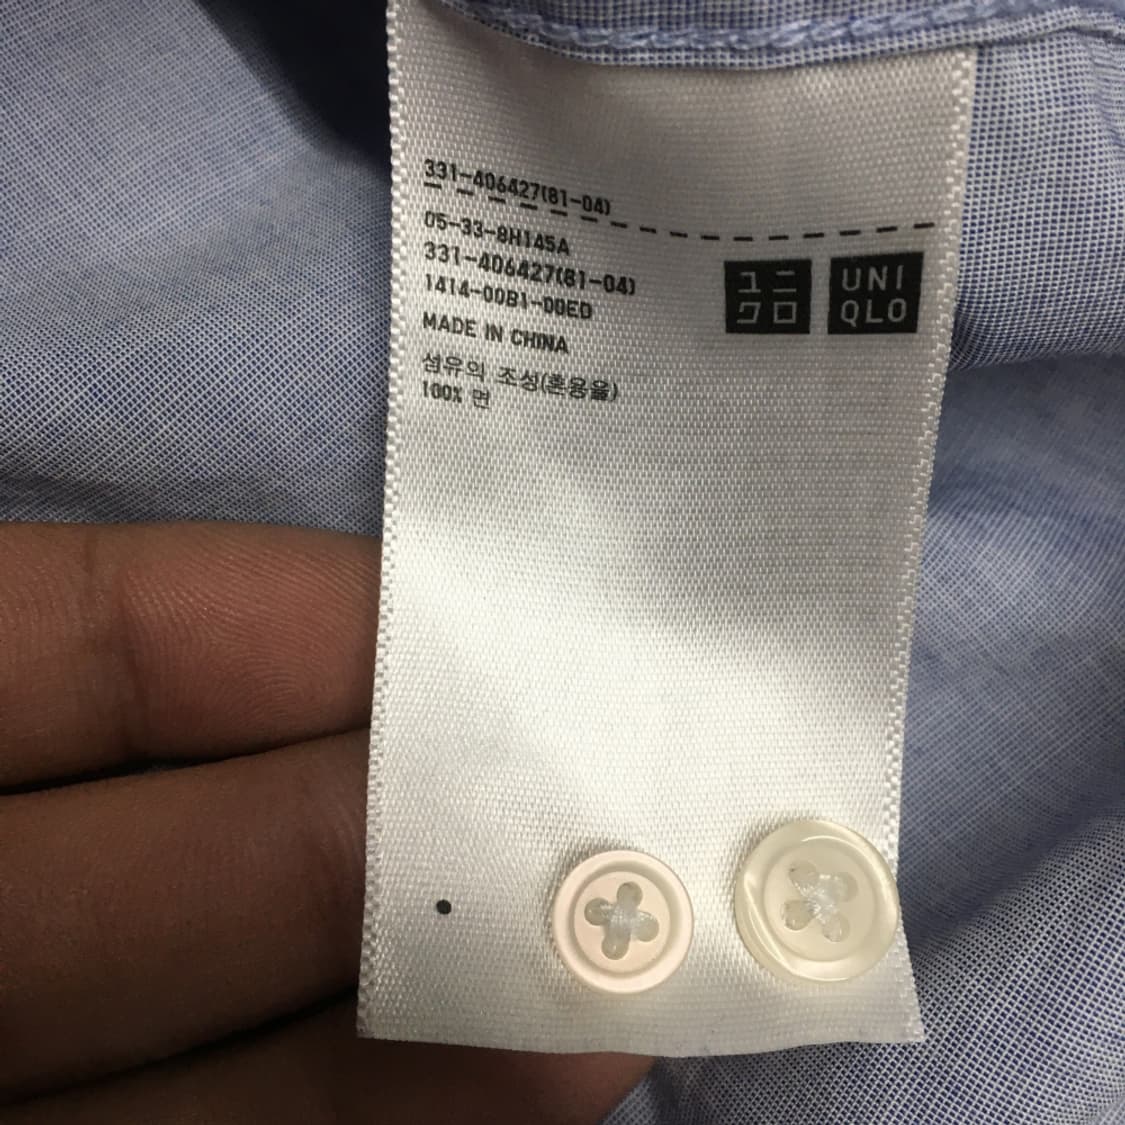 331-406427(81-04)
05-33-8H145A
331-406427(81-04)
1414-00B1-00ED
MADE IN CHINA
섬유의 조성(혼용율)
100% 면
ユニ
クロ
UNI
QLO